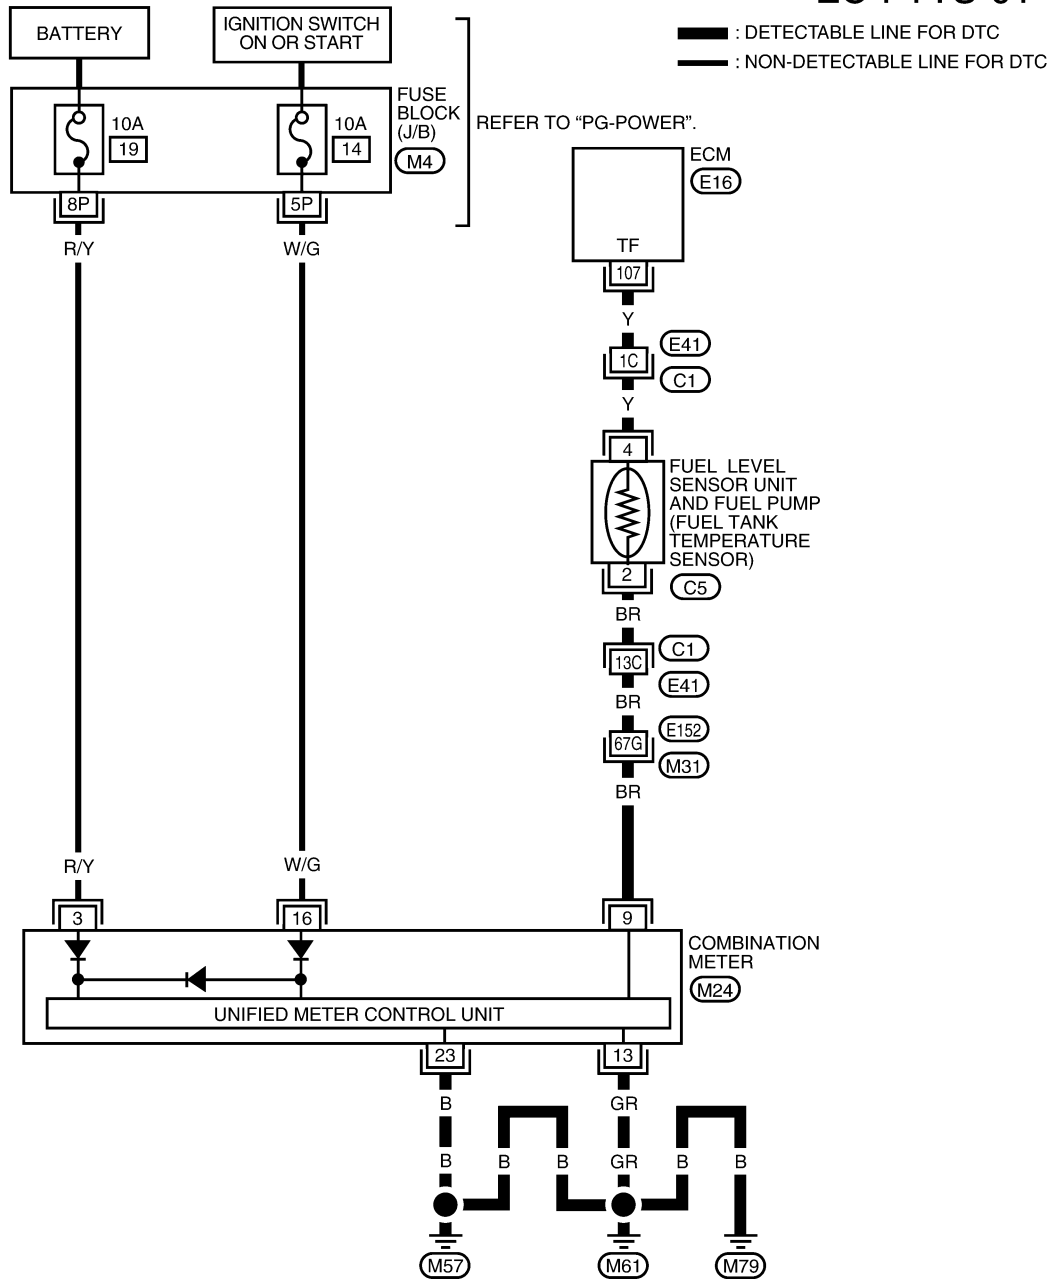 : DETECTABLE LINE FOR DTC
: NON-DETECTABLE LINE FOR DTC
BATTERY
IGNITION SWITCH
ON OR START
10A
19
10A
14
FUSE
BLOCK
(J/B)
M4
REFER TO “PG-POWER”.
8P
5P
R/Y
W/G
ECM
E16
TF
107
Y
1C
E41
C1
Y
4
FUEL LEVEL
SENSOR UNIT
AND FUEL PUMP
(FUEL TANK
TEMPERATURE
SENSOR)
2
C5
BR
13C
C1
E41
BR
67G
E152
M31
BR
R/Y
W/G
3
16
9
COMBINATION
METER
M24
UNIFIED METER CONTROL UNIT
23
13
B
GR
B
B
B
GR
B
B
M57
M61
M79